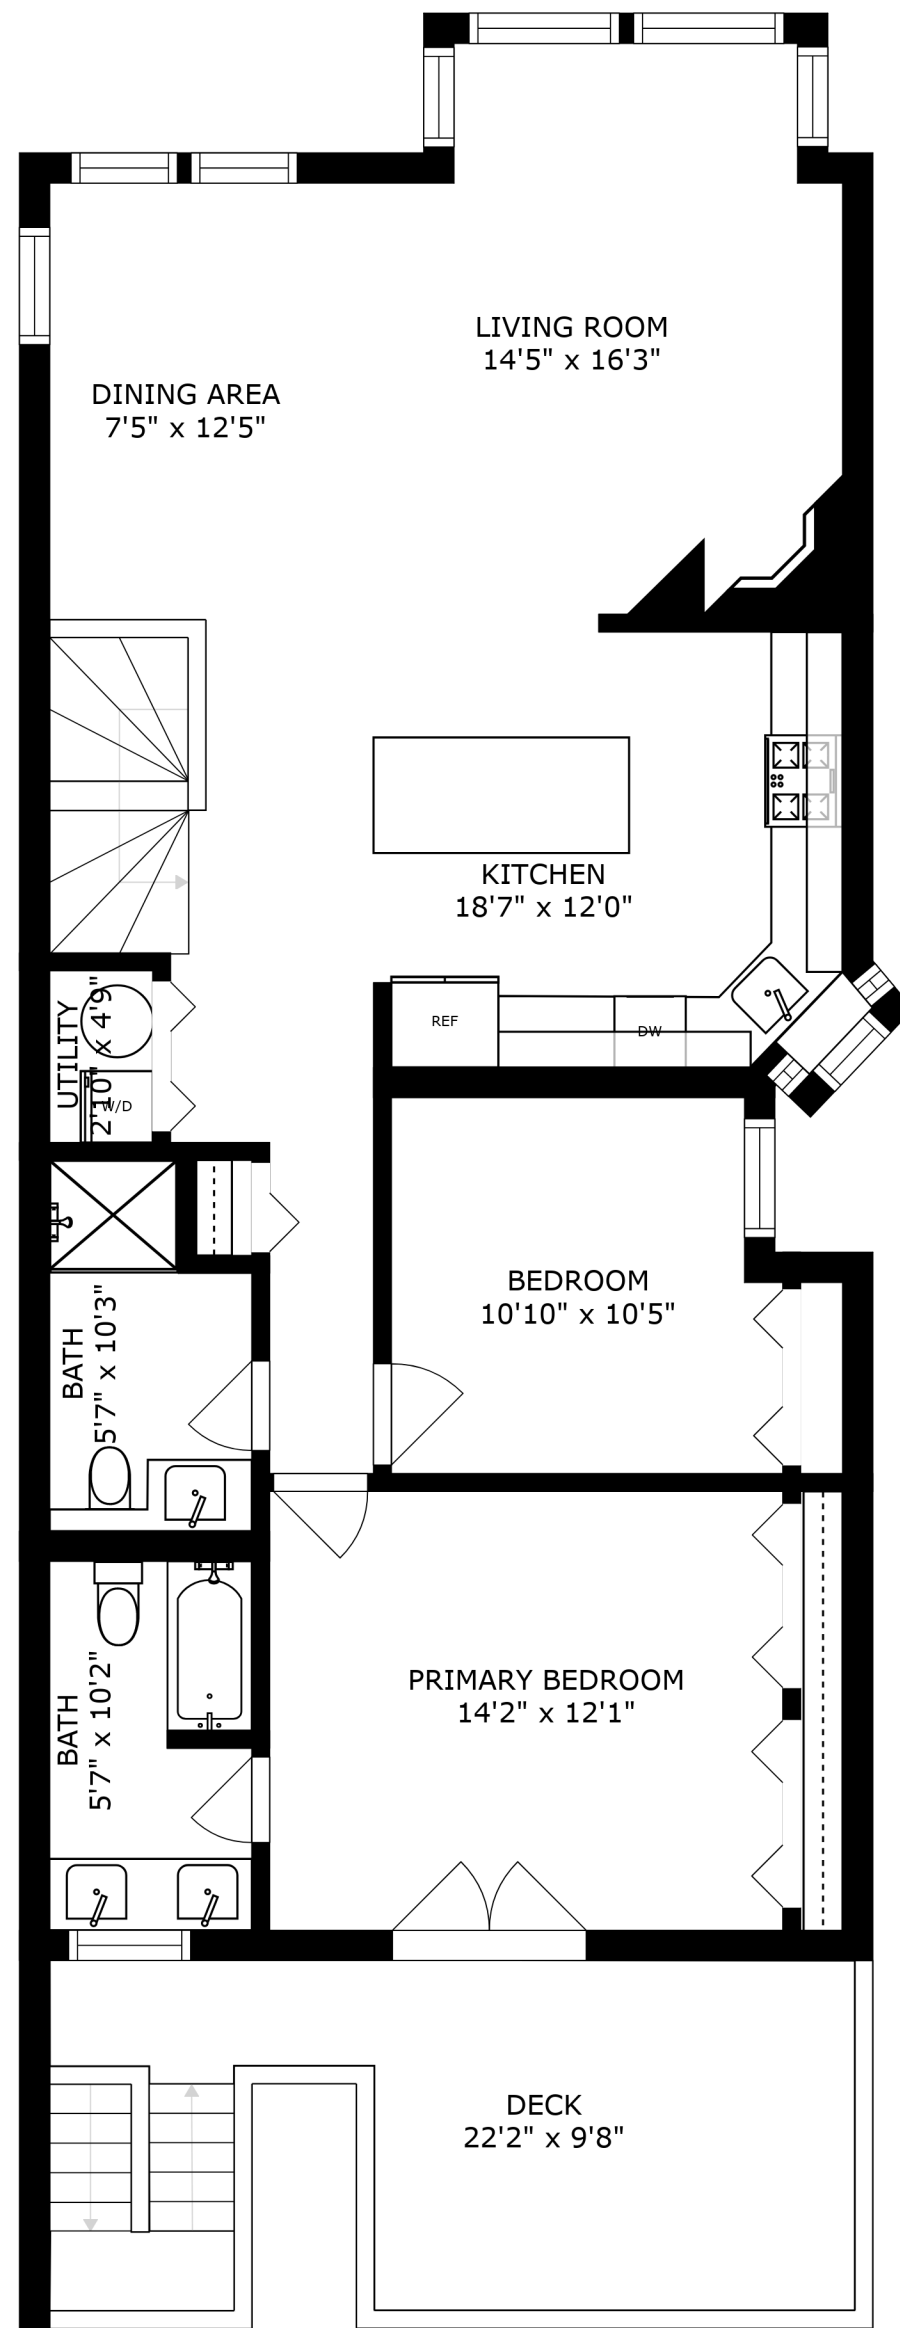 LIVING ROOM
14'5" x 16'3"
DINING AREA
7'5" x 12'5"
KITCHEN
18'7" x 12'0"
REF
DW
UTILITY
2'10" x 4'9"
W/D
BEDROOM
10'10" x 10'5"
BATH
5'7" x 10'3"
PRIMARY BEDROOM
14'2" x 12'1"
BATH
5'7" x 10'2"
DECK
22'2" x 9'8"